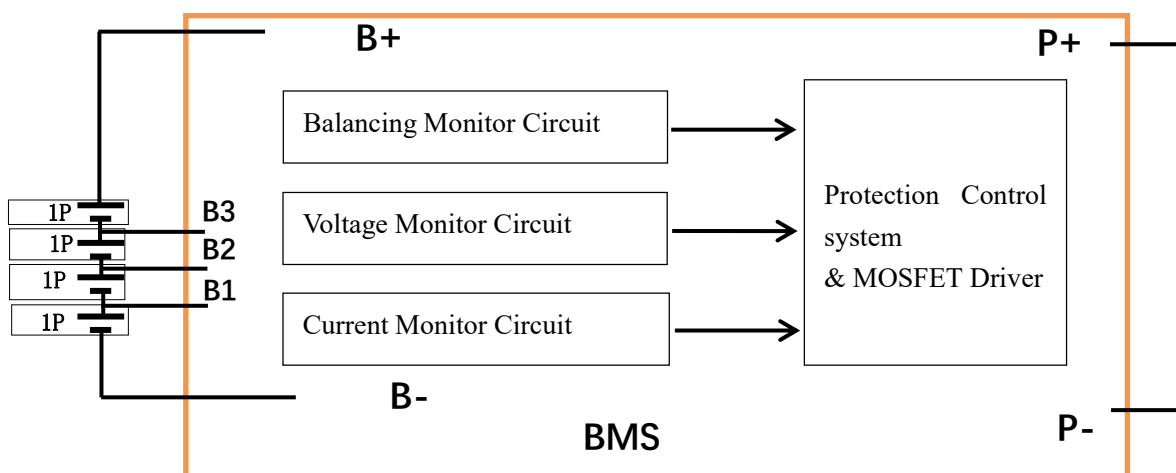 B+
P+
Balancing Monitor Circuit
1P
B3
Voltage Monitor Circuit
Protection Control
system
& MOSFET Driver
1P
B2
1P
B1
1P
Current Monitor Circuit
B-
P-
BMS